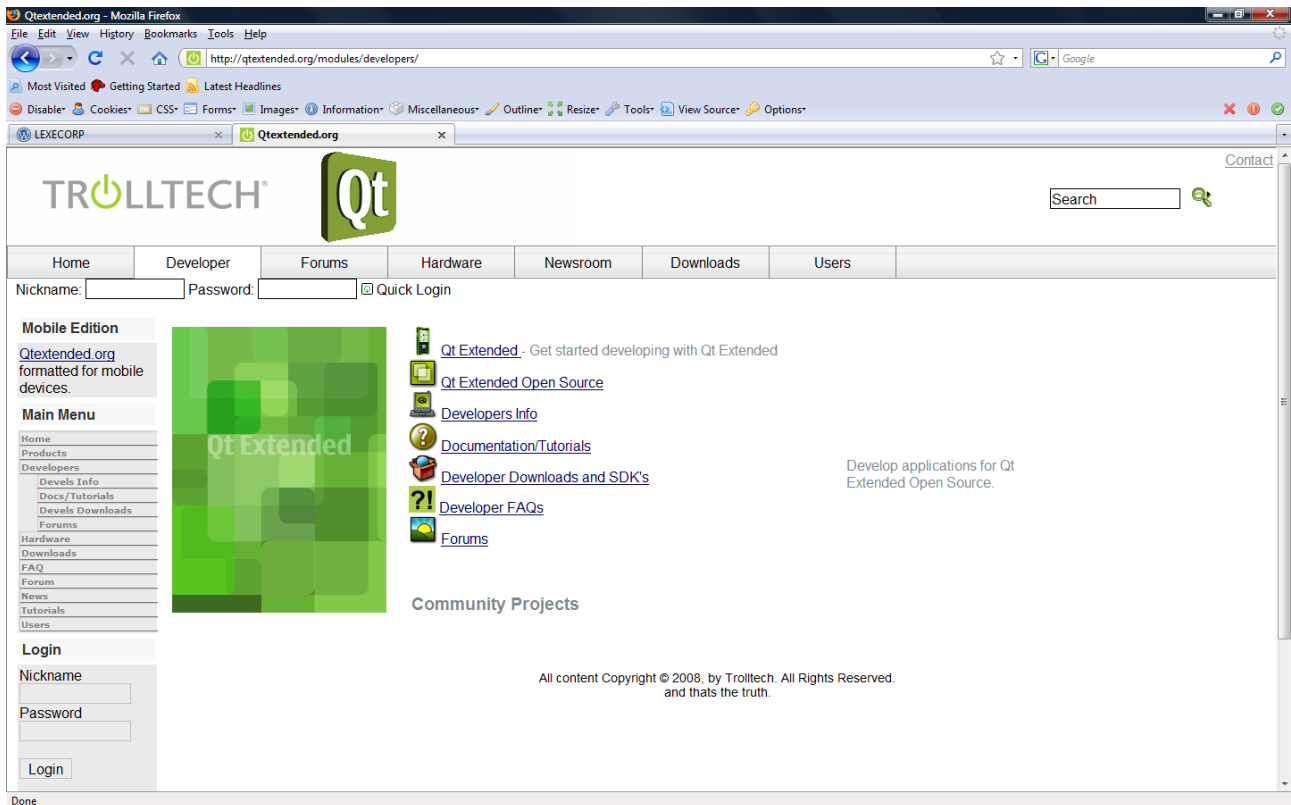 Qtextended.org - Mozilla Firefox
File Edit View History Bookmarks Tools Help
http://qtextended.org/modules/developers/
G Google
Most Visited Getting Started Latest Headlines
Disable Cookies CSS Forms Images Information Miscellaneous Outline Resize Tools View Source Options
LEXECORP
Qtextended.org
Contact
TROLLTECH®
Qt
Search
Home Developer Forums Hardware Newsroom Downloads Users
Nickname: Password: Quick Login
Mobile Edition
Qtextended.org
formatted for mobile
devices.
Main Menu
Home
Products
Developers
Devels Info
Docs/Tutorials
Devels Downloads
Forums
Hardware
Downloads
FAQ
Forum
News
Tutorials
Users
Login
Nickname
Password
Login
Qt Extended
Qt Extended - Get started developing with Qt Extended
Qt Extended Open Source
Developers Info
?
Documentation/Tutorials
Developer Downloads and SDK's
?! Developer FAQs
Forums
Develop applications for Qt
Extended Open Source.
Community Projects
All content Copyright © 2008, by Trolltech. All Rights Reserved.
and thats the truth.
Done